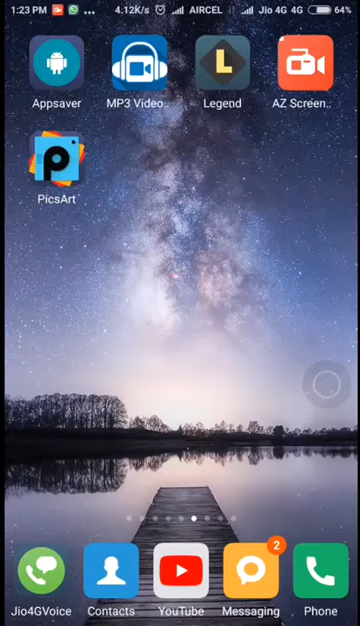 1:23 PM ... 4.12K/s AIRCEL Jio 4G 4G 64%
Appsaver MP3 Video.. Legend AZ Screen..
L
PicsArt
2
Jio4GVoice Contacts YouTube Messaging Phone